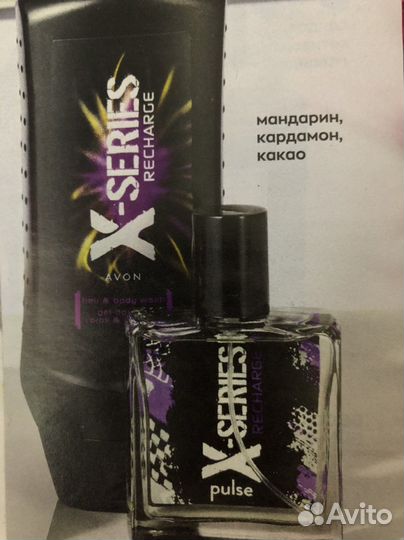 X-SERIES
RECHARGE
AVON
hair & body wash
мандарин,
кардамон,
какао
X-SERIES
RECHARGE
pulse
Avito